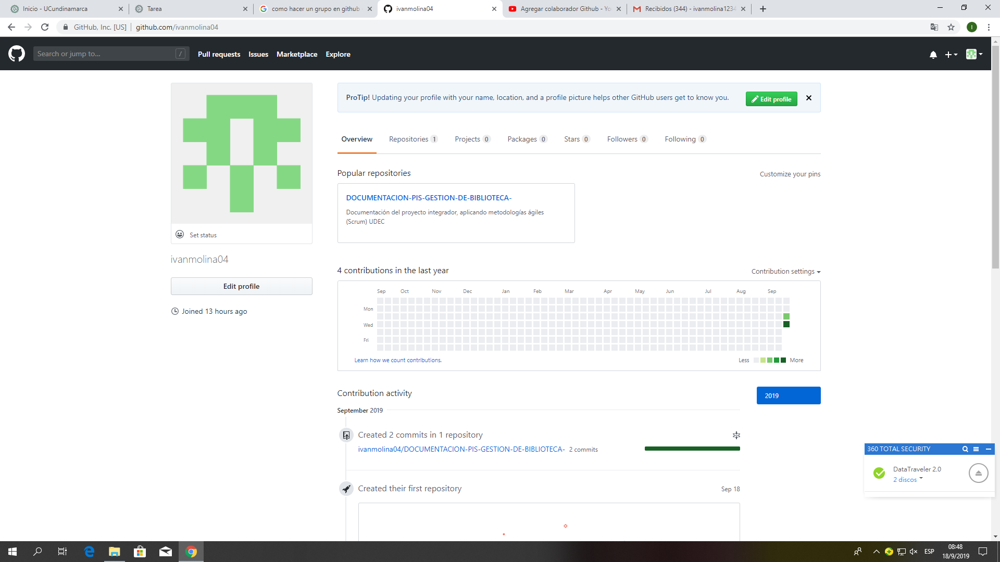 Inicio - UCundinamarca
Tarea
como hacer un grupo en github
ivanmolina04
Agregar colaborador Github - Yo
Recibidos (344) - ivanmolina1234
GitHub, Inc. [US]
github.com/ivanmolina04
I
Search or jump to...
/
Pull requests
Issues
Marketplace
Explore
ProTip! Updating your profile with your name, location, and a profile picture helps other GitHub users get to know you.
Edit profile
Overview
Repositories 1
Projects 0
Packages 0
Stars 0
Followers 0
Following 0
Popular repositories
Customize your pins
DOCUMENTACION-PIS-GESTION-DE-BIBLIOTECA-
Documentación del proyecto integrador, aplicando metodologías ágiles
(Scrum) UDEC
Set status
ivanmolina04
Edit profile
Joined 13 hours ago
4 contributions in the last year
Contribution settings
Sep Oct Nov Dec Jan Feb Mar Apr May Jun Jul Aug Sep
Mon
Wed
Fri
Learn how we count contributions.
Less
More
Contribution activity
2019
September 2019
Created 2 commits in 1 repository
ivanmolina04/DOCUMENTACION-PIS-GESTION-DE-BIBLIOTECA- 2 commits
Created their first repository
Sep 18
360 TOTAL SECURITY
DataTraveler 2.0
2 discos
ESP
08:48
18/9/2019